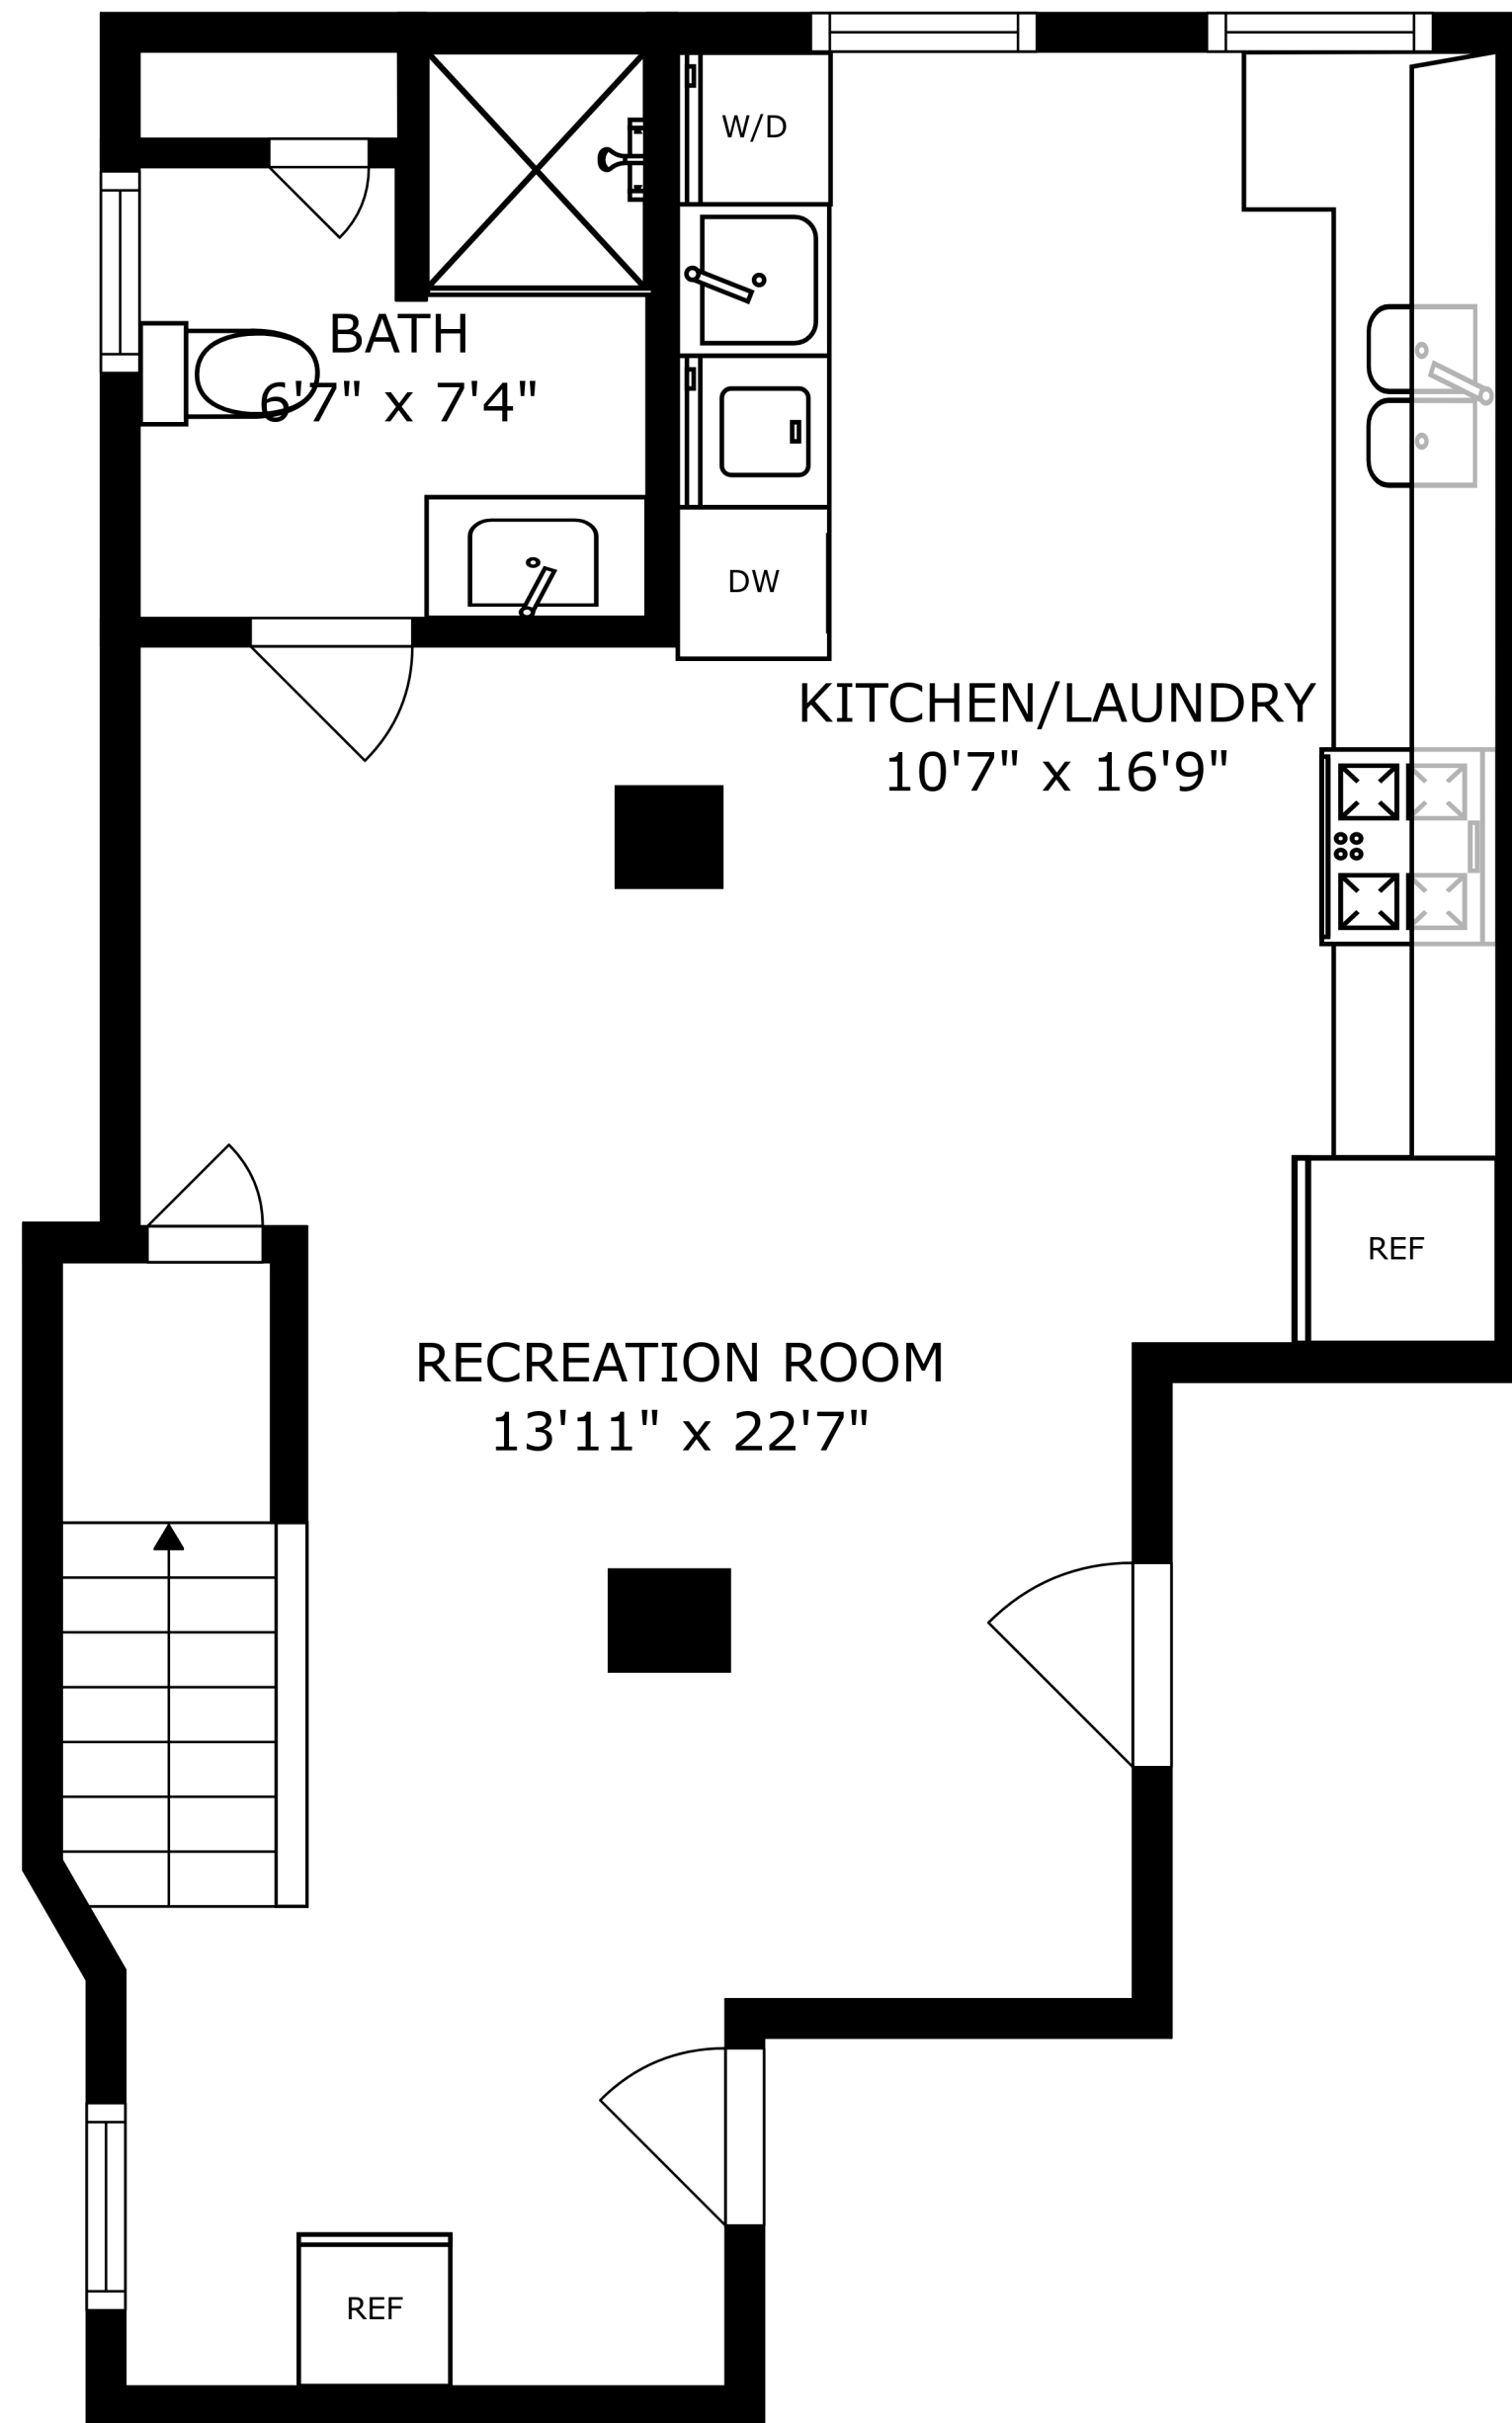 W/D
BATH
6'7" x 7'4"
DW
KITCHEN/LAUNDRY
10'7" x 16'9"
REF
RECREATION ROOM
13'11" x 22'7"
REF